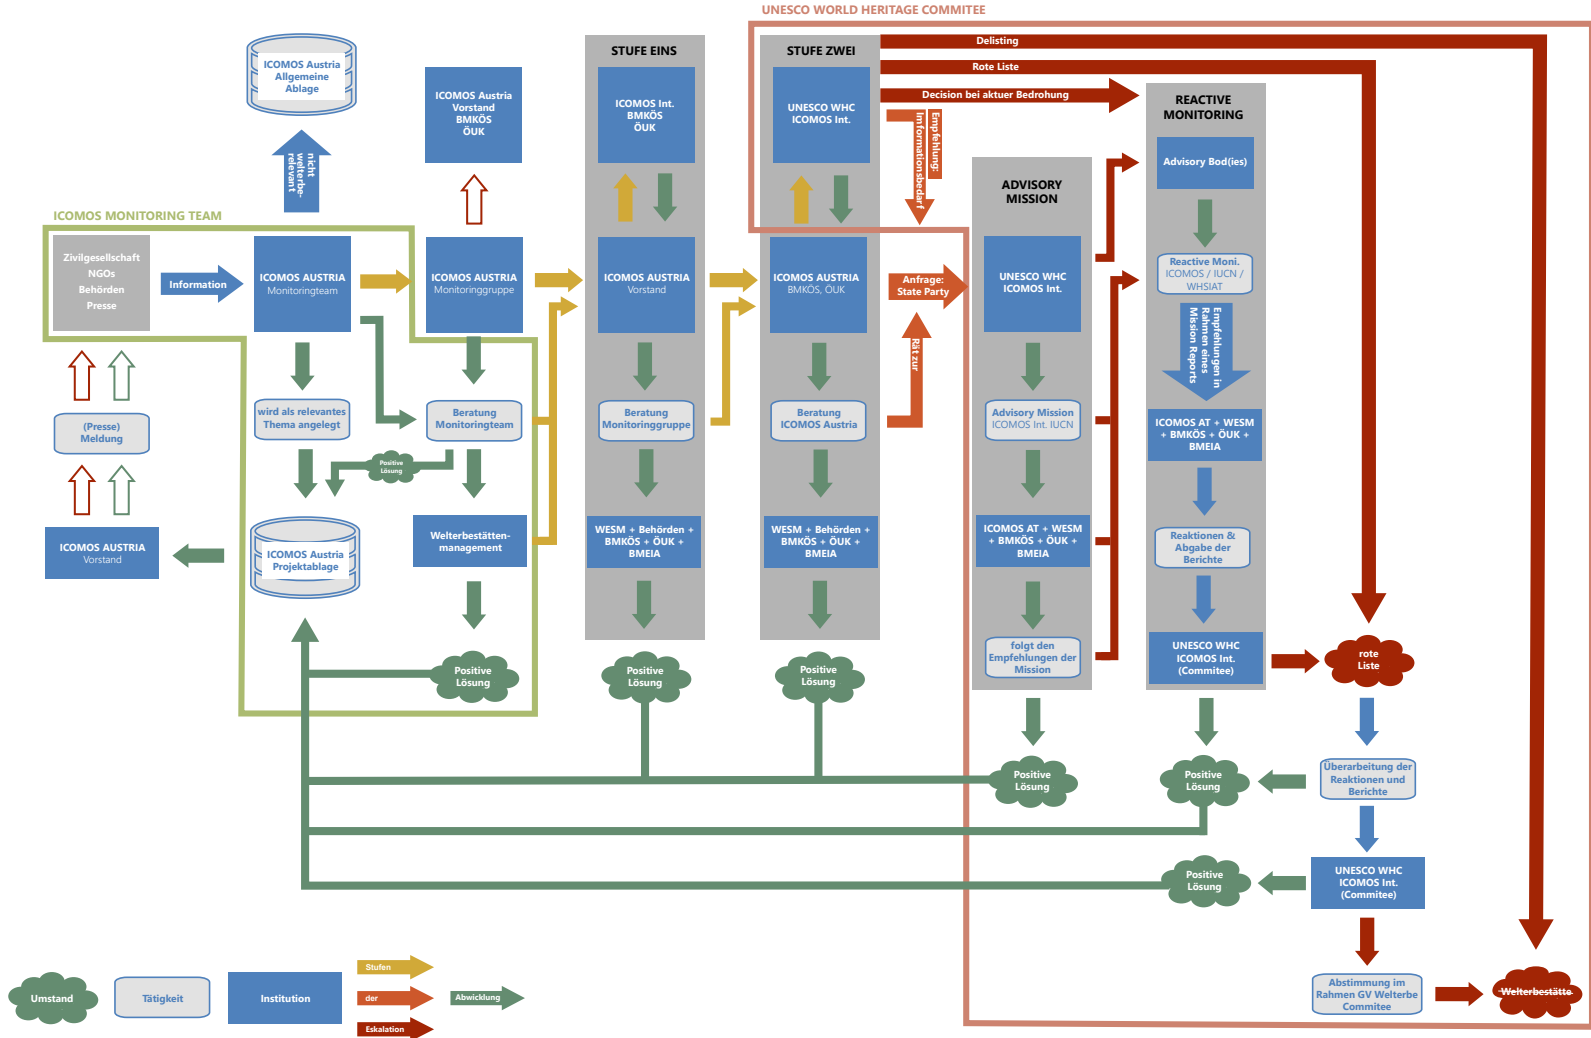 UNESCO WORLD HERITAGE COMMITEE
ICOMOS Austria
Allgemeine
Ablage
nicht
welterbe-
relevant
ICOMOS Austria
Vorstand
BMKÖS
ÖUK
STUFE EINS
ICOMOS Int.
BMKÖS
ÖUK
STUFE ZWEI
UNESCO WHC
ICOMOS Int.
Delisting
Rote Liste
Decision bei aktuer Bedrohung
Empfehlung:
Imformationsbedarf
REACTIVE
MONITORING
Advisory Bod(ies)
ADVISORY
MISSION
ICOMOS MONITORING TEAM
Zivilgesellschaft
NGOs
Behörden
Presse
Information
ICOMOS AUSTRIA
Monitoringteam
ICOMOS AUSTRIA
Monitoringgruppe
ICOMOS AUSTRIA
Vorstand
ICOMOS AUSTRIA
BMKÖS, ÖUK
Anfrage:
State Party
UNESCO WHC
ICOMOS Int.
Reactive Moni.
ICOMOS / IUCN /
WHSIAT
Rät zur
Empfehlungen in
Rahmen eines
Mission Reports
(Presse)
Meldung
wird als relevantes
Thema angelegt
Beratung
Monitoringteam
Beratung
Monitoringgruppe
Beratung
ICOMOS Austria
Advisory Mission
ICOMOS Int. IUCN
ICOMOS AT + WESM
+ BMKÖS + ÖUK +
BMEIA
Positive
Lösung
ICOMOS AUSTRIA
Vorstand
ICOMOS Austria
Projektablage
Welterbestätten-
management
WESM + Behörden +
BMKÖS + ÖUK +
BMEIA
WESM + Behörden +
BMKÖS + ÖUK +
BMEIA
ICOMOS AT + WESM
+ BMKÖS + ÖUK +
BMEIA
Reaktionen &
Abgabe der
Berichte
Positive
Lösung
Positive
Lösung
Positive
Lösung
folgt den
Empfehlungen der
Mission
UNESCO WHC
ICOMOS Int.
(Commitee)
rote
Liste
Positive
Lösung
Positive
Lösung
Überarbeitung der
Reaktionen und
Berichte
Positive
Lösung
UNESCO WHC
ICOMOS Int.
(Commitee)
Abstimmung im
Rahmen GV Welterbe
Commitee
Welterbestätte
Umstand
Tätigkeit
Institution
Stufen
der
Eskalation
Abwicklung